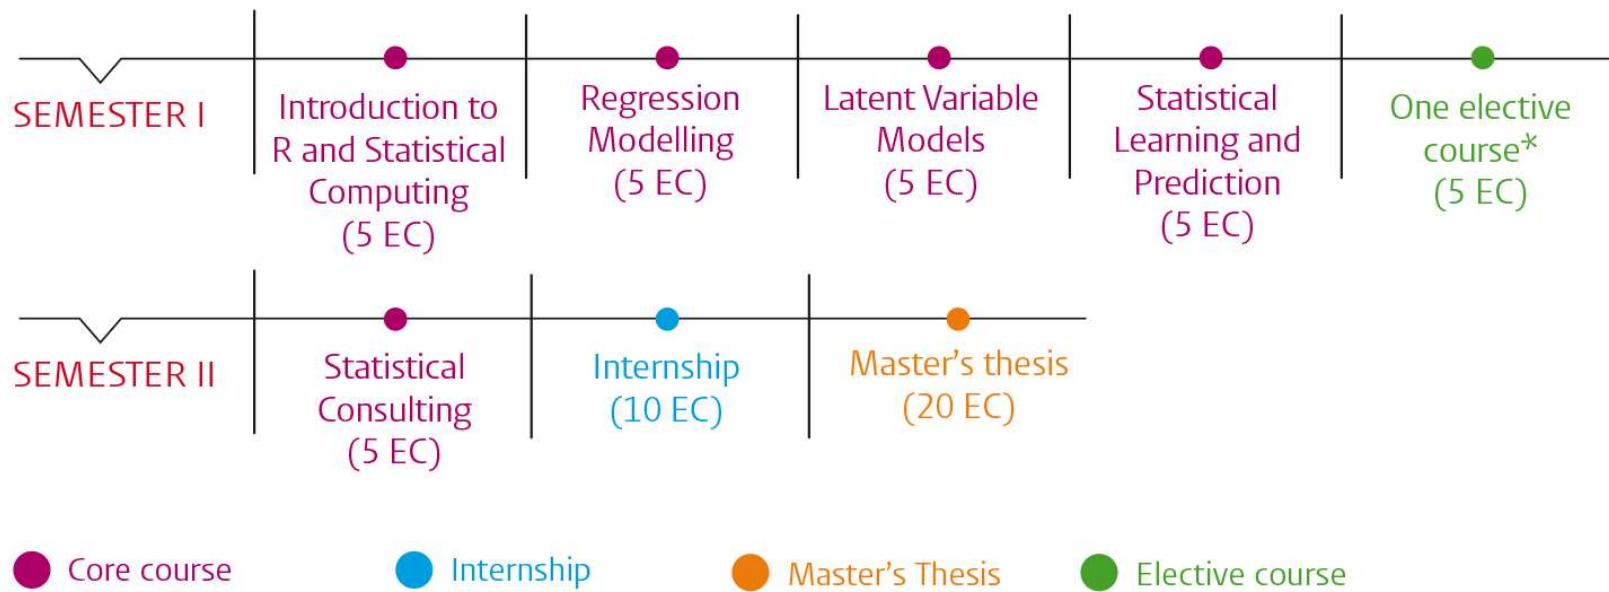 SEMESTER I
Introduction to
R and Statistical
Computing
(5 EC)
Regression
Modelling
(5 EC)
Latent Variable
Models
(5 EC)
Statistical
Learning and
Prediction
(5 EC)
One elective
course*
(5 EC)
SEMESTER II
Statistical
Consulting
(5 EC)
Internship
(10 EC)
Master’s thesis
(20 EC)
Core course
Internship
Master’s Thesis
Elective course